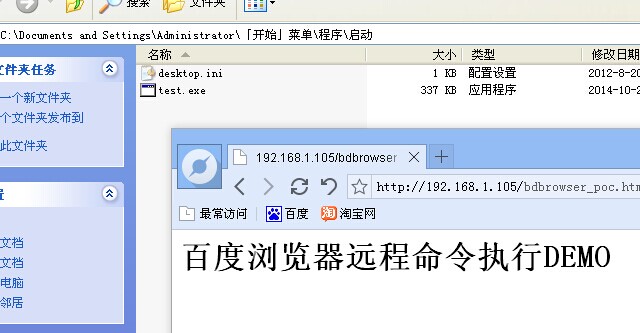 搜索 文件夹
C:\Documents and Settings\Administrator\「开始」菜单\程序\启动
名称 大小 类型 修改日期
desktop.ini 1 KB 配置设置 2012-8-20
test.exe 337 KB 应用程序 2014-10-2
文件夹任务
一个新文件夹
个文件夹发布到
此文件夹
置
文档
文档
电脑
邻居
192.168.1.105/bdbrowser
http://192.168.1.105/bdbrowser_poc.htm
最常访问 百度 淘 淘宝网
百度浏览器远程命令执行DEMO